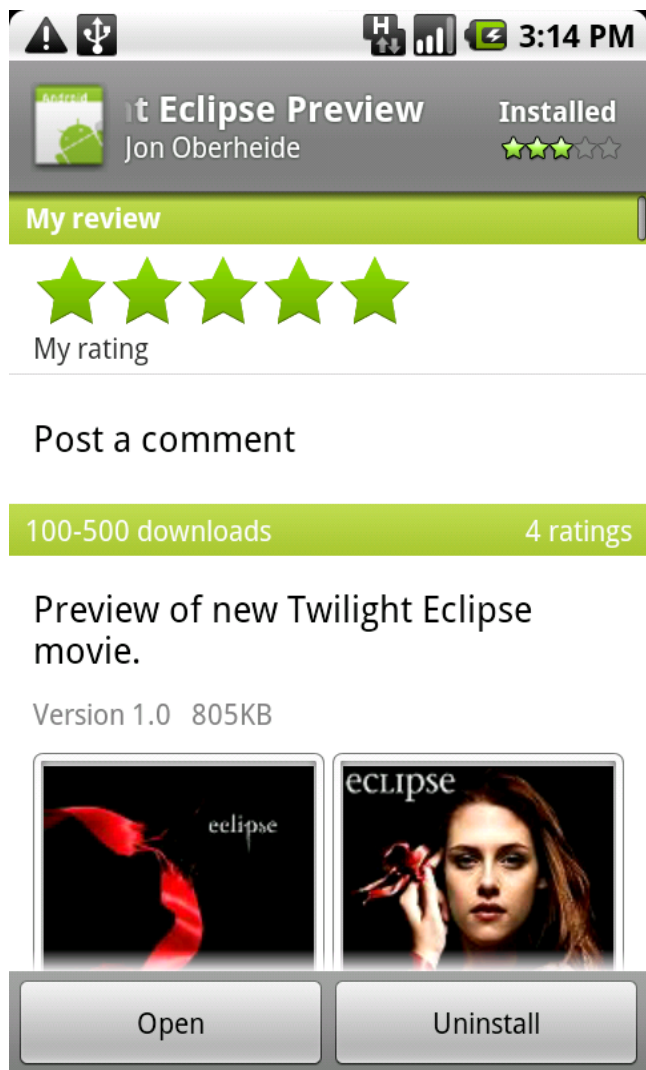 H
3:14 PM
Android
t Eclipse Preview
Installed
Jon Oberheide
My review
My rating
Post a comment
100-500 downloads
4 ratings
Preview of new Twilight Eclipse
movie.
Version 1.0 805KB
eclipse
eclipse
Open
Uninstall